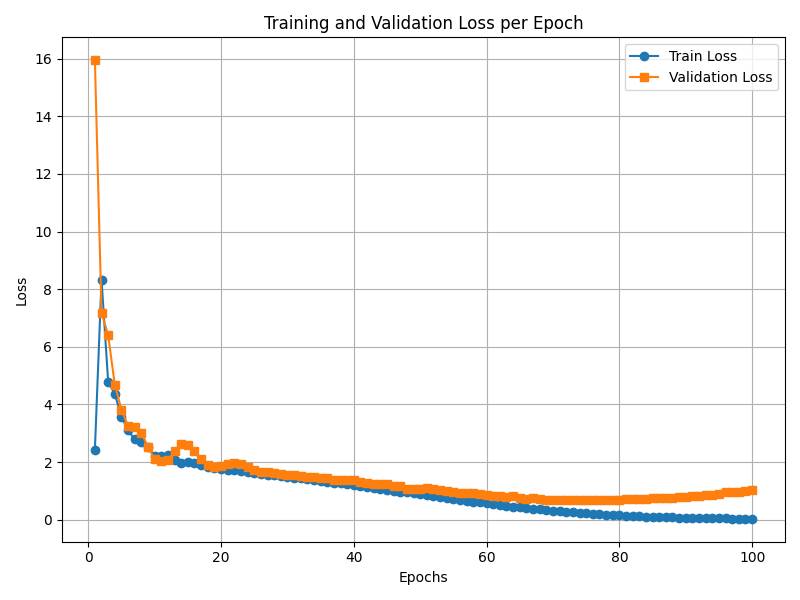 Training and Validation Loss per Epoch
Train Loss
Validation Loss
16
14
12
10
8
6
4
2
0
Loss
0 20 40 60 80 100
Epochs